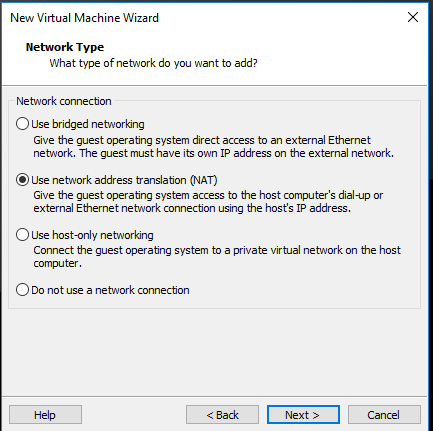 New Virtual Machine Wizard
Network Type
What type of network do you want to add?
Network connection
Use bridged networking
Give the guest operating system direct access to an external Ethernet
network. The guest must have its own IP address on the external network.
Use network address translation (NAT)
Give the guest operating system access to the host computer's dial-up or
external Ethernet network connection using the host's IP address.
Use host-only networking
Connect the guest operating system to a private virtual network on the host
computer.
Do not use a network connection
Help
< Back
Next >
Cancel